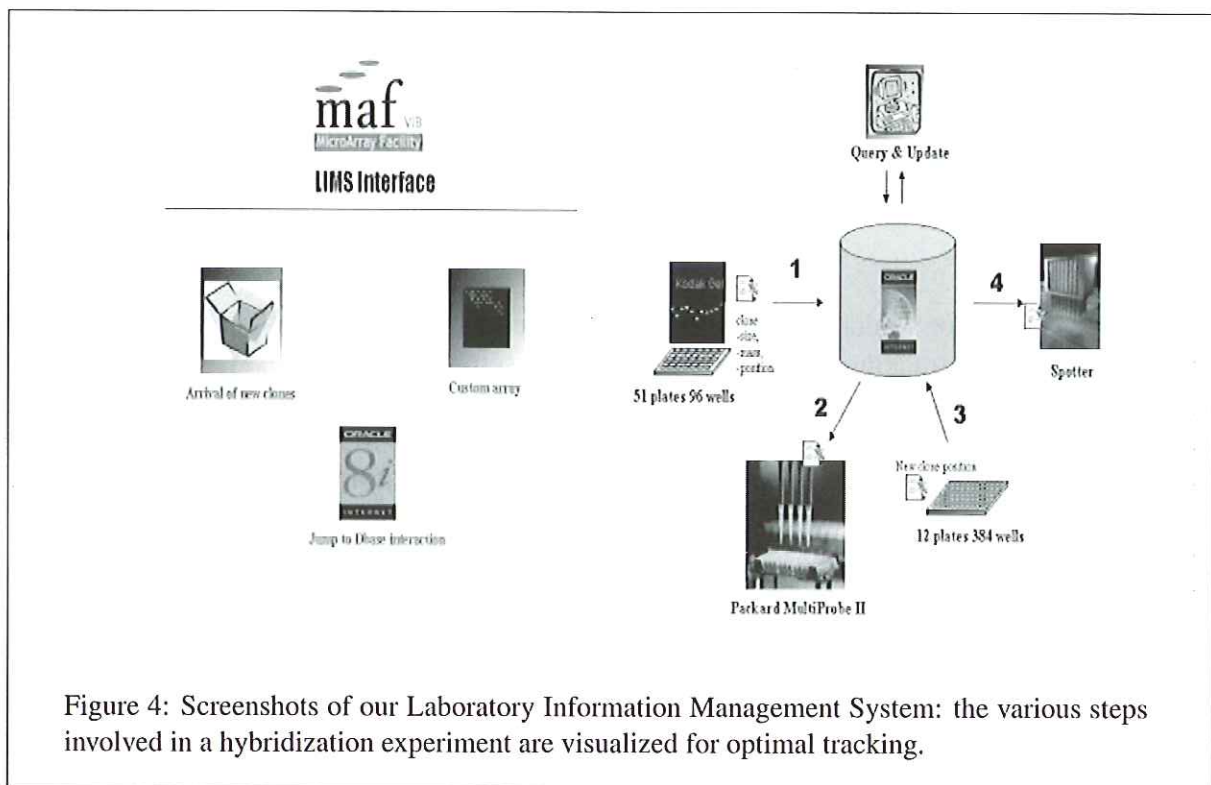 maf VIB
MicroArray Facility
LIMS Interface
Arrival of new clones
Custom array
ORACLE
8i
INTERNET
Jump to Dbase interaction
Query & Update
1
Kodak
clone
-size,
-mass,
-position
51 plates 96 wells
ORACLE
INTERNET
4
Spotter
2
3
Packard MultiProbe II
New clone position
12 plates 384 wells
Figure 4: Screenshots of our Laboratory Information Management System: the various steps
involved in a hybridization experiment are visualized for optimal tracking.